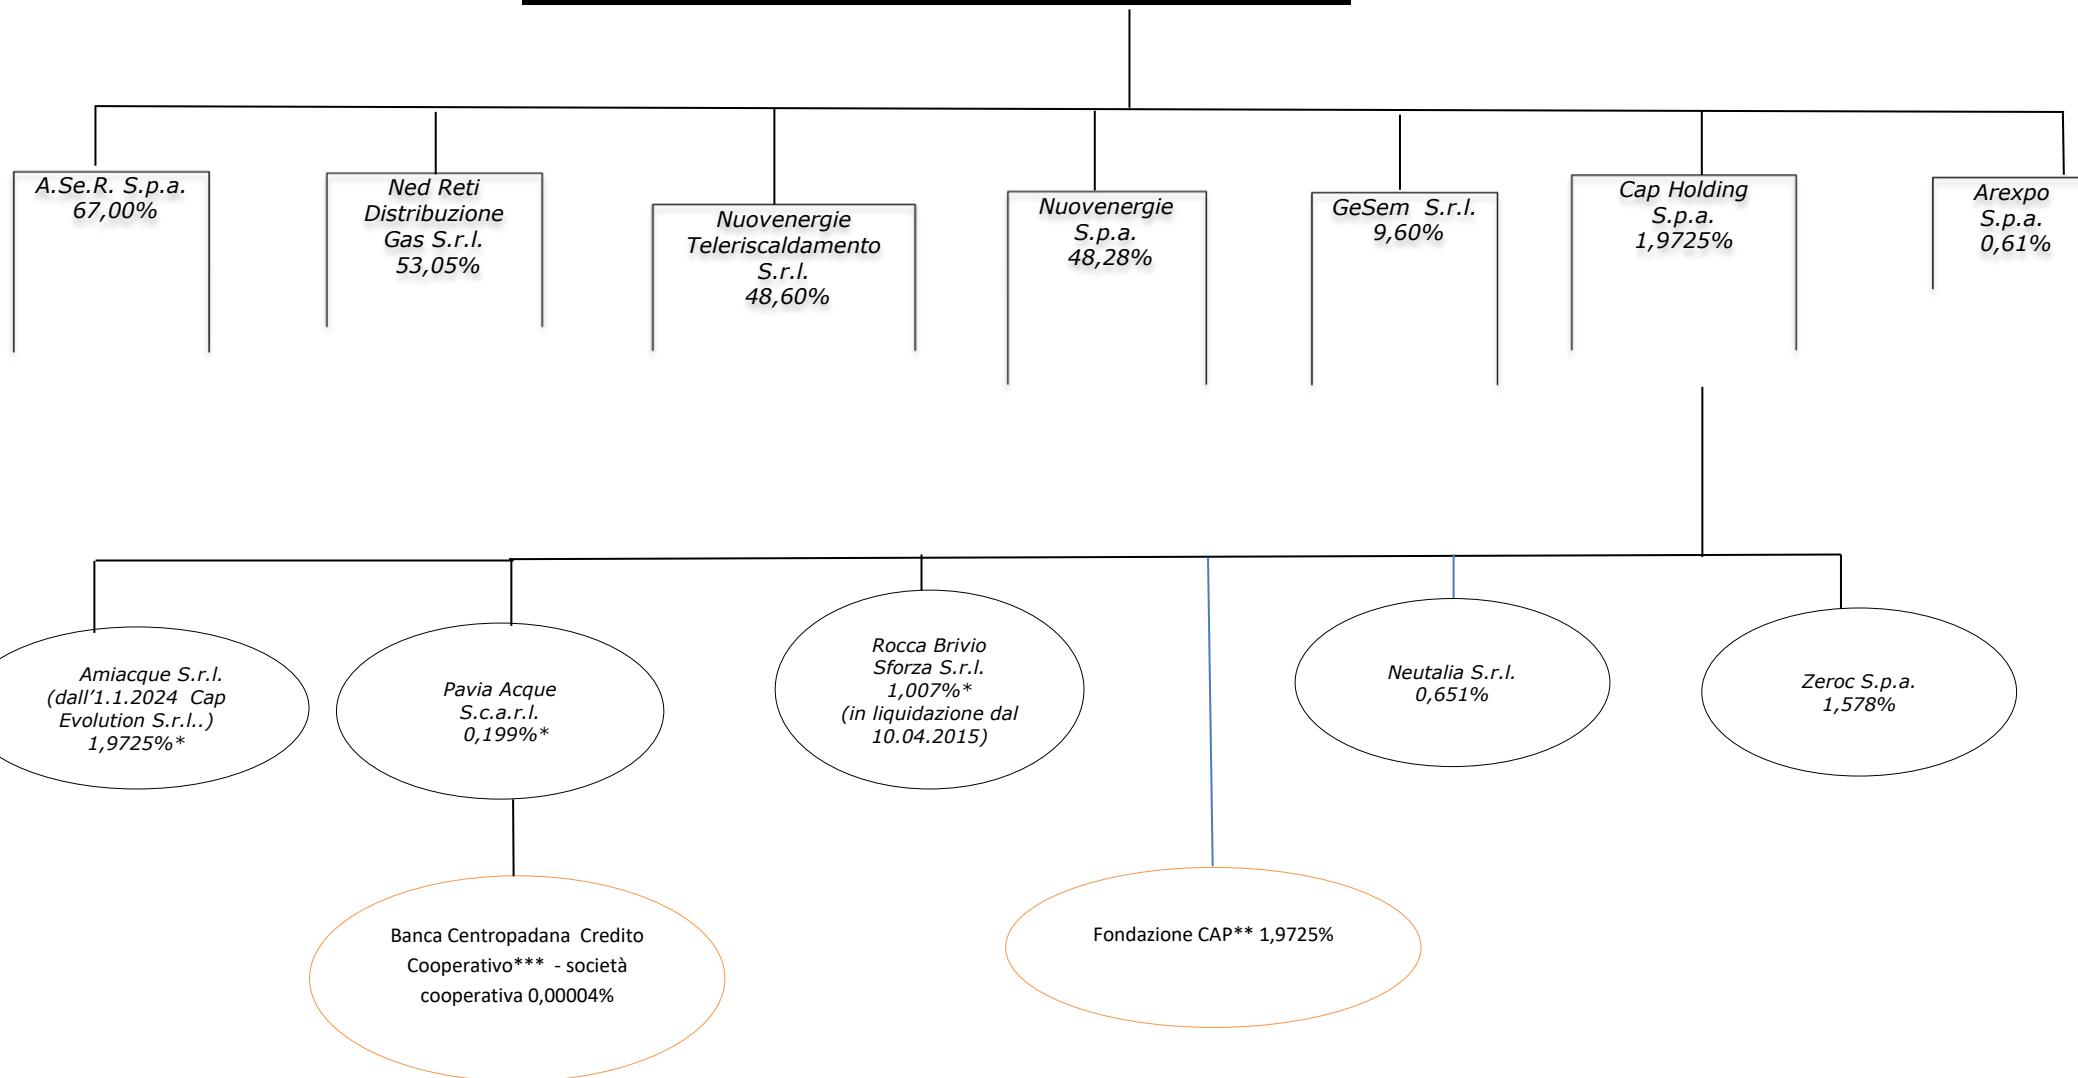 A.Se.R. S.p.a.
67,00%
Ned Reti
Distribuzione
Gas S.r.l.
53,05%
Nuovenergie
Teleriscaldamento
S.r.l.
48,60%
Nuovenergie
S.p.a.
48,28%
GeSem S.r.l.
9,60%
Cap Holding
S.p.a.
1,9725%
Arexpo
S.p.a.
0,61%
Amiacque S.r.l.
(dall’1.1.2024 Cap
Evolution S.r.l..)
1,9725%*
Pavia Acque
S.c.a.r.l.
0,199%*
Rocca Brivio
Sforza S.r.l.
1,007%*
(in liquidazione dal
10.04.2015)
Neutalia S.r.l.
0,651%
Zeroc S.p.a.
1,578%
Banca Centropadana Credito
Cooperativo*** - società
cooperativa 0,00004%
Fondazione CAP** 1,9725%